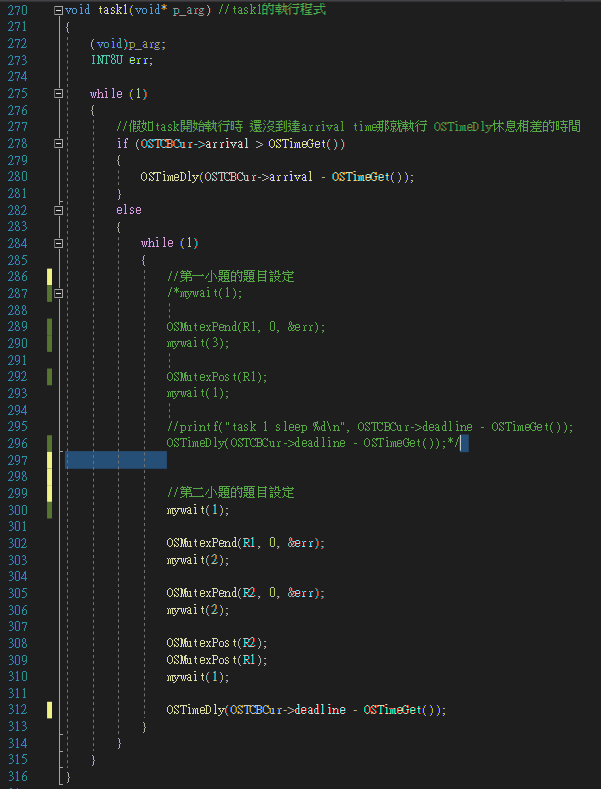 270 void task1(void* p_arg) //task1的執行程式
271 {
272 (void)p_arg;
273 INT8U err;
274
275 while (1)
276 {
277 //假如task開始執行時 還沒到達arrival time那就執行 OSTimeDly休息相差的時間
278 if (OSTCBCur->arrival > OSTimeGet())
279 {
280 OSTimeDly(OSTCBCur->arrival - OSTimeGet());
281 }
282 else
283 {
284 while (1)
285 {
286 //第一小題的題目設定
287 /*mywait(1);
288
289 OSMutexPend(R1, 0, &err);
290 mywait(3);
291
292 OSMutexPost(R1);
293 mywait(1);
294
295 //printf("task 1 sleep %d\n", OSTCBCur->deadline - OSTimeGet());
296 OSTimeDly(OSTCBCur->deadline - OSTimeGet());*/
297
298
299 //第二小題的題目設定
300 mywait(1);
301
302 OSMutexPend(R1, 0, &err);
303 mywait(2);
304
305 OSMutexPend(R2, 0, &err);
306 mywait(2);
307
308 OSMutexPost(R2);
309 OSMutexPost(R1);
310 mywait(1);
311
312 OSTimeDly(OSTCBCur->deadline - OSTimeGet());
313 }
314 }
315 }
316 }